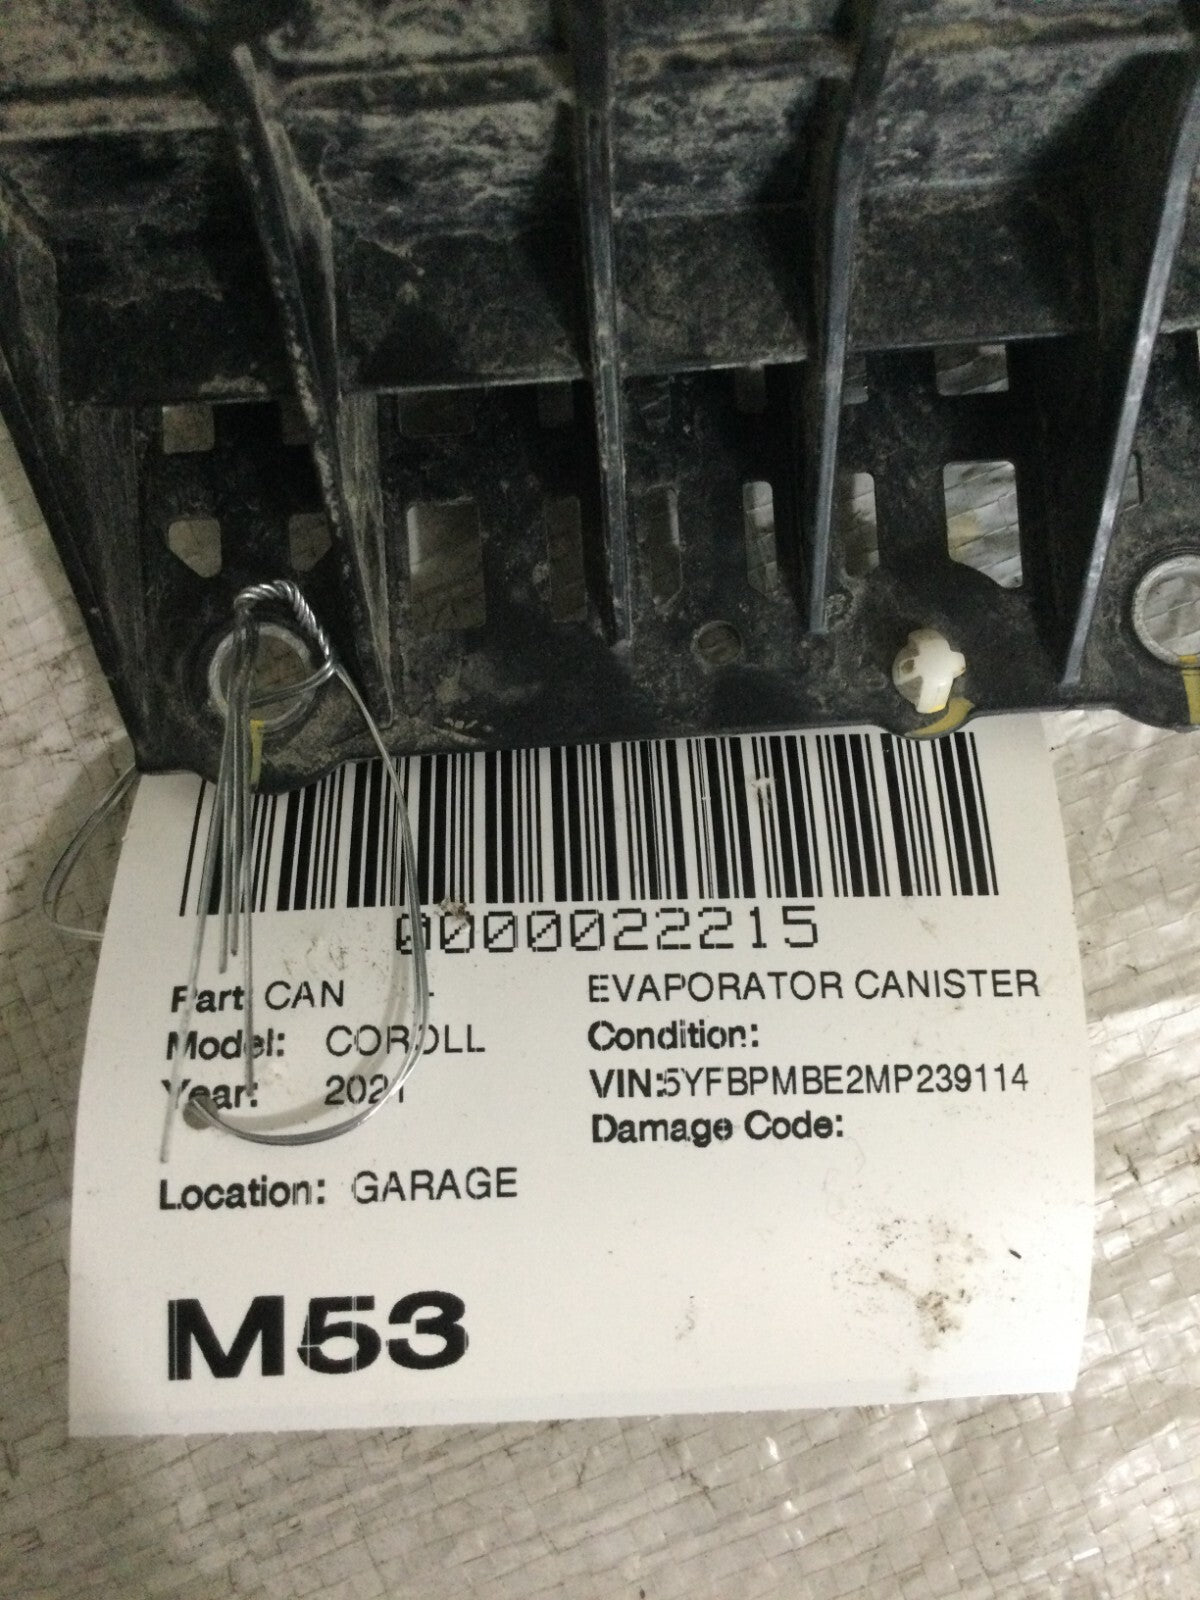 0000022215
Part: CAN - EVAPORATOR CANISTER
Model: COROLL Condition:
Year: 2021 VIN:5YFBPMBE2MP239114
Damage Code:
Location: GARAGE
M53